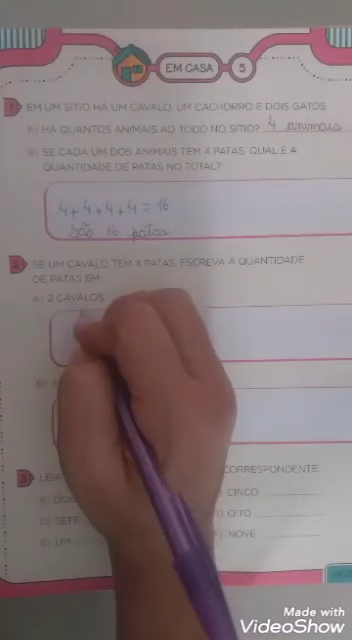 EM CASA 5
1 EM UM SÍTIO HÁ UM CAVALO, UM CACHORRO E DOIS GATOS.
A) HÁ QUANTOS ANIMAIS AO TODO NO SÍTIO? 4 animais
B) SE CADA UM DOS ANIMAIS TEM 4 PATAS, QUAL É A
QUANTIDADE DE PATAS NO TOTAL?
4+4+4+4=16
São 16 patas
2 SE UM CAVALO TEM 4 PATAS, ESCREVA A QUANTIDADE
DE PATAS EM:
A) 2 CAVALOS
B)
3 LEIA
CORRESPONDENTE.
CINCO
C) SETE
OITO
E) UM
NOVE
Made with
VideoShow